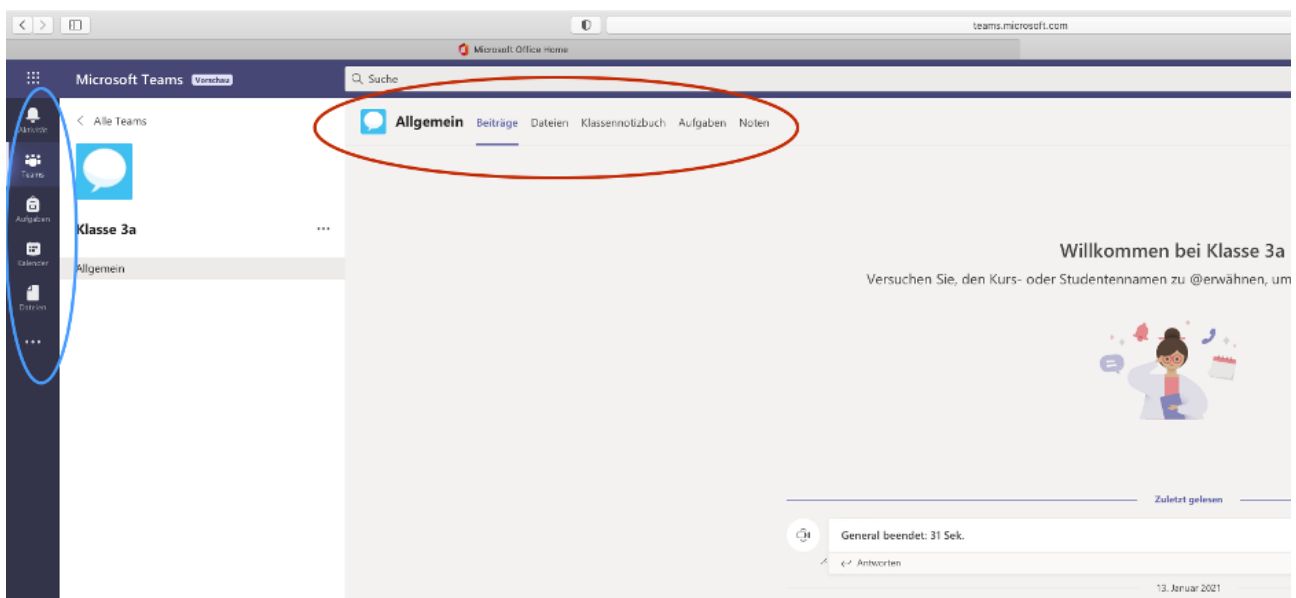 teams.microsoft.com
Microsoft Office Home
Microsoft Teams Vorschau
Suche
Aktivität
Teams
Aufgaben
Kalender
Dateien
Alle Teams
Klasse 3a
Allgemein
Allgemein Beiträge Dateien Klassennotizbuch Aufgaben Noten
Willkommen bei Klasse 3a
Versuchen Sie, den Kurs- oder Studentennamen zu @erwähnen, um
Zuletzt gelesen
General beendet: 31 Sek.
Antworten
13. Januar 2021